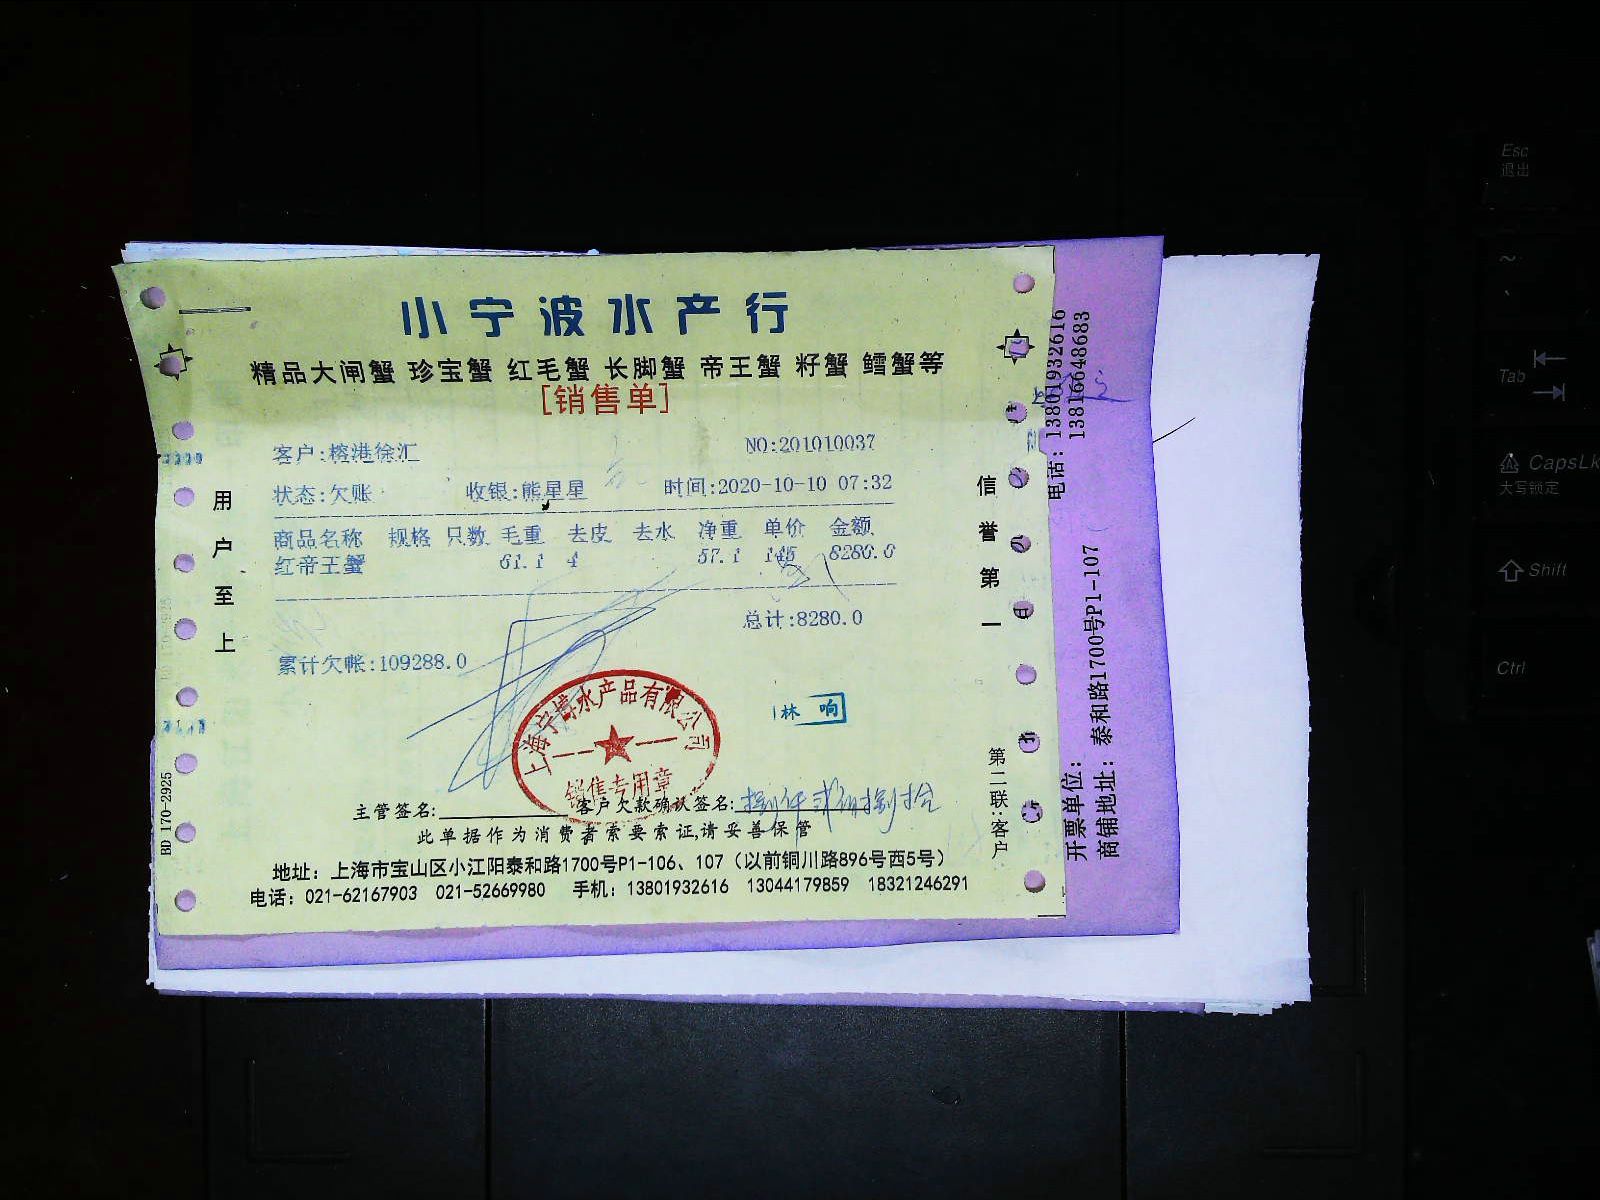 小宁波水产行
精品大闸蟹 珍宝蟹 红毛蟹 长脚蟹 帝王蟹 籽蟹 鳕蟹等
[销售单]
客户:榕港徐汇 NO:201010037
状态:欠账 收银:熊星星 时间:2020-10-10 07:32
商品名称 规格 只数 毛重 去皮 去水 净重 单价 金额
红帝王蟹 61.1 4 57.1 145 8280.0
总计:8280.0
累计欠帐:109288.0
上海宁博水产品有限公司
销售专用章
林 响
主管签名: 客户欠款确认签名: 捌仟贰佰捌拾
此单据作为消费者索要索证,请妥善保管
地址：上海市宝山区小江阳泰和路1700号P1-106、107（以前铜川路896号西5号）
电话：021-62167903 021-52669980 手机：13801932616 13044179859 18321246291
用户至上
信誉第一
第二联:客户
BD 170-2925
电话：13801932616
13816648683
开票单位：
商铺地址：泰和路1700号P1-107
Esc
退出
~
Tab
CapsLk
大写锁定
Shift
Ctrl